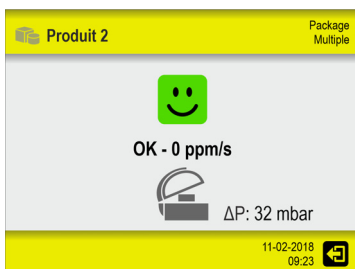 Produit 2
Package
Multiple
OK - 0 ppm/s
ΔP: 32 mbar
11-02-2018
09:23